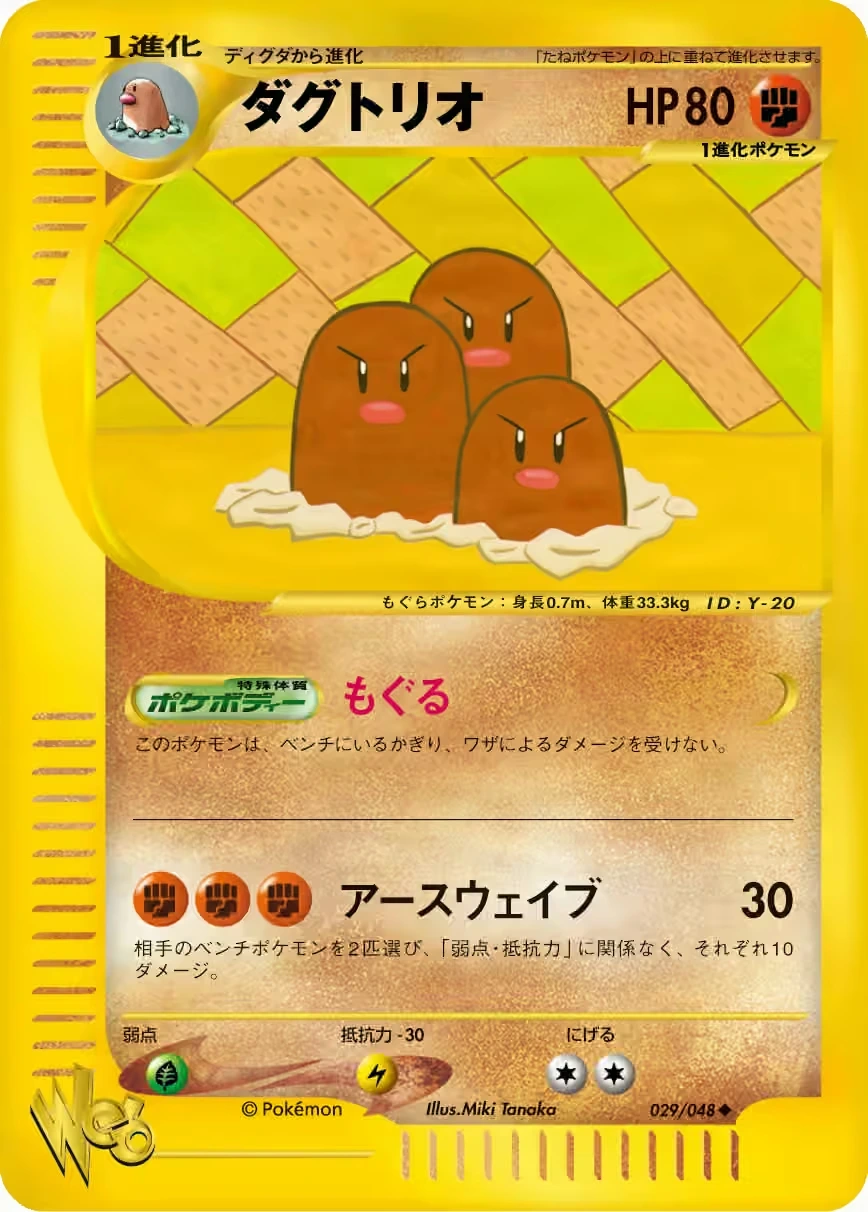 1進化
ディグダから進化
「たねポケモン」の上に重ねて進化させます。
ダグトリオ
HP80
1進化ポケモン
もぐらポケモン：身長0.7m、体重33.3kg ID：Y-20
特殊体質
ポケボディー
もぐる
このポケモンは、ベンチにいるかぎり、ワザによるダメージを受けない。
アースウェイブ 30
相手のベンチポケモンを2匹選び、「弱点・抵抗力」に関係なく、それぞれ10
ダメージ。
弱点 抵抗力 -30 にげる
Web
© Pokémon Illus.Miki Tanaka 029/048◆